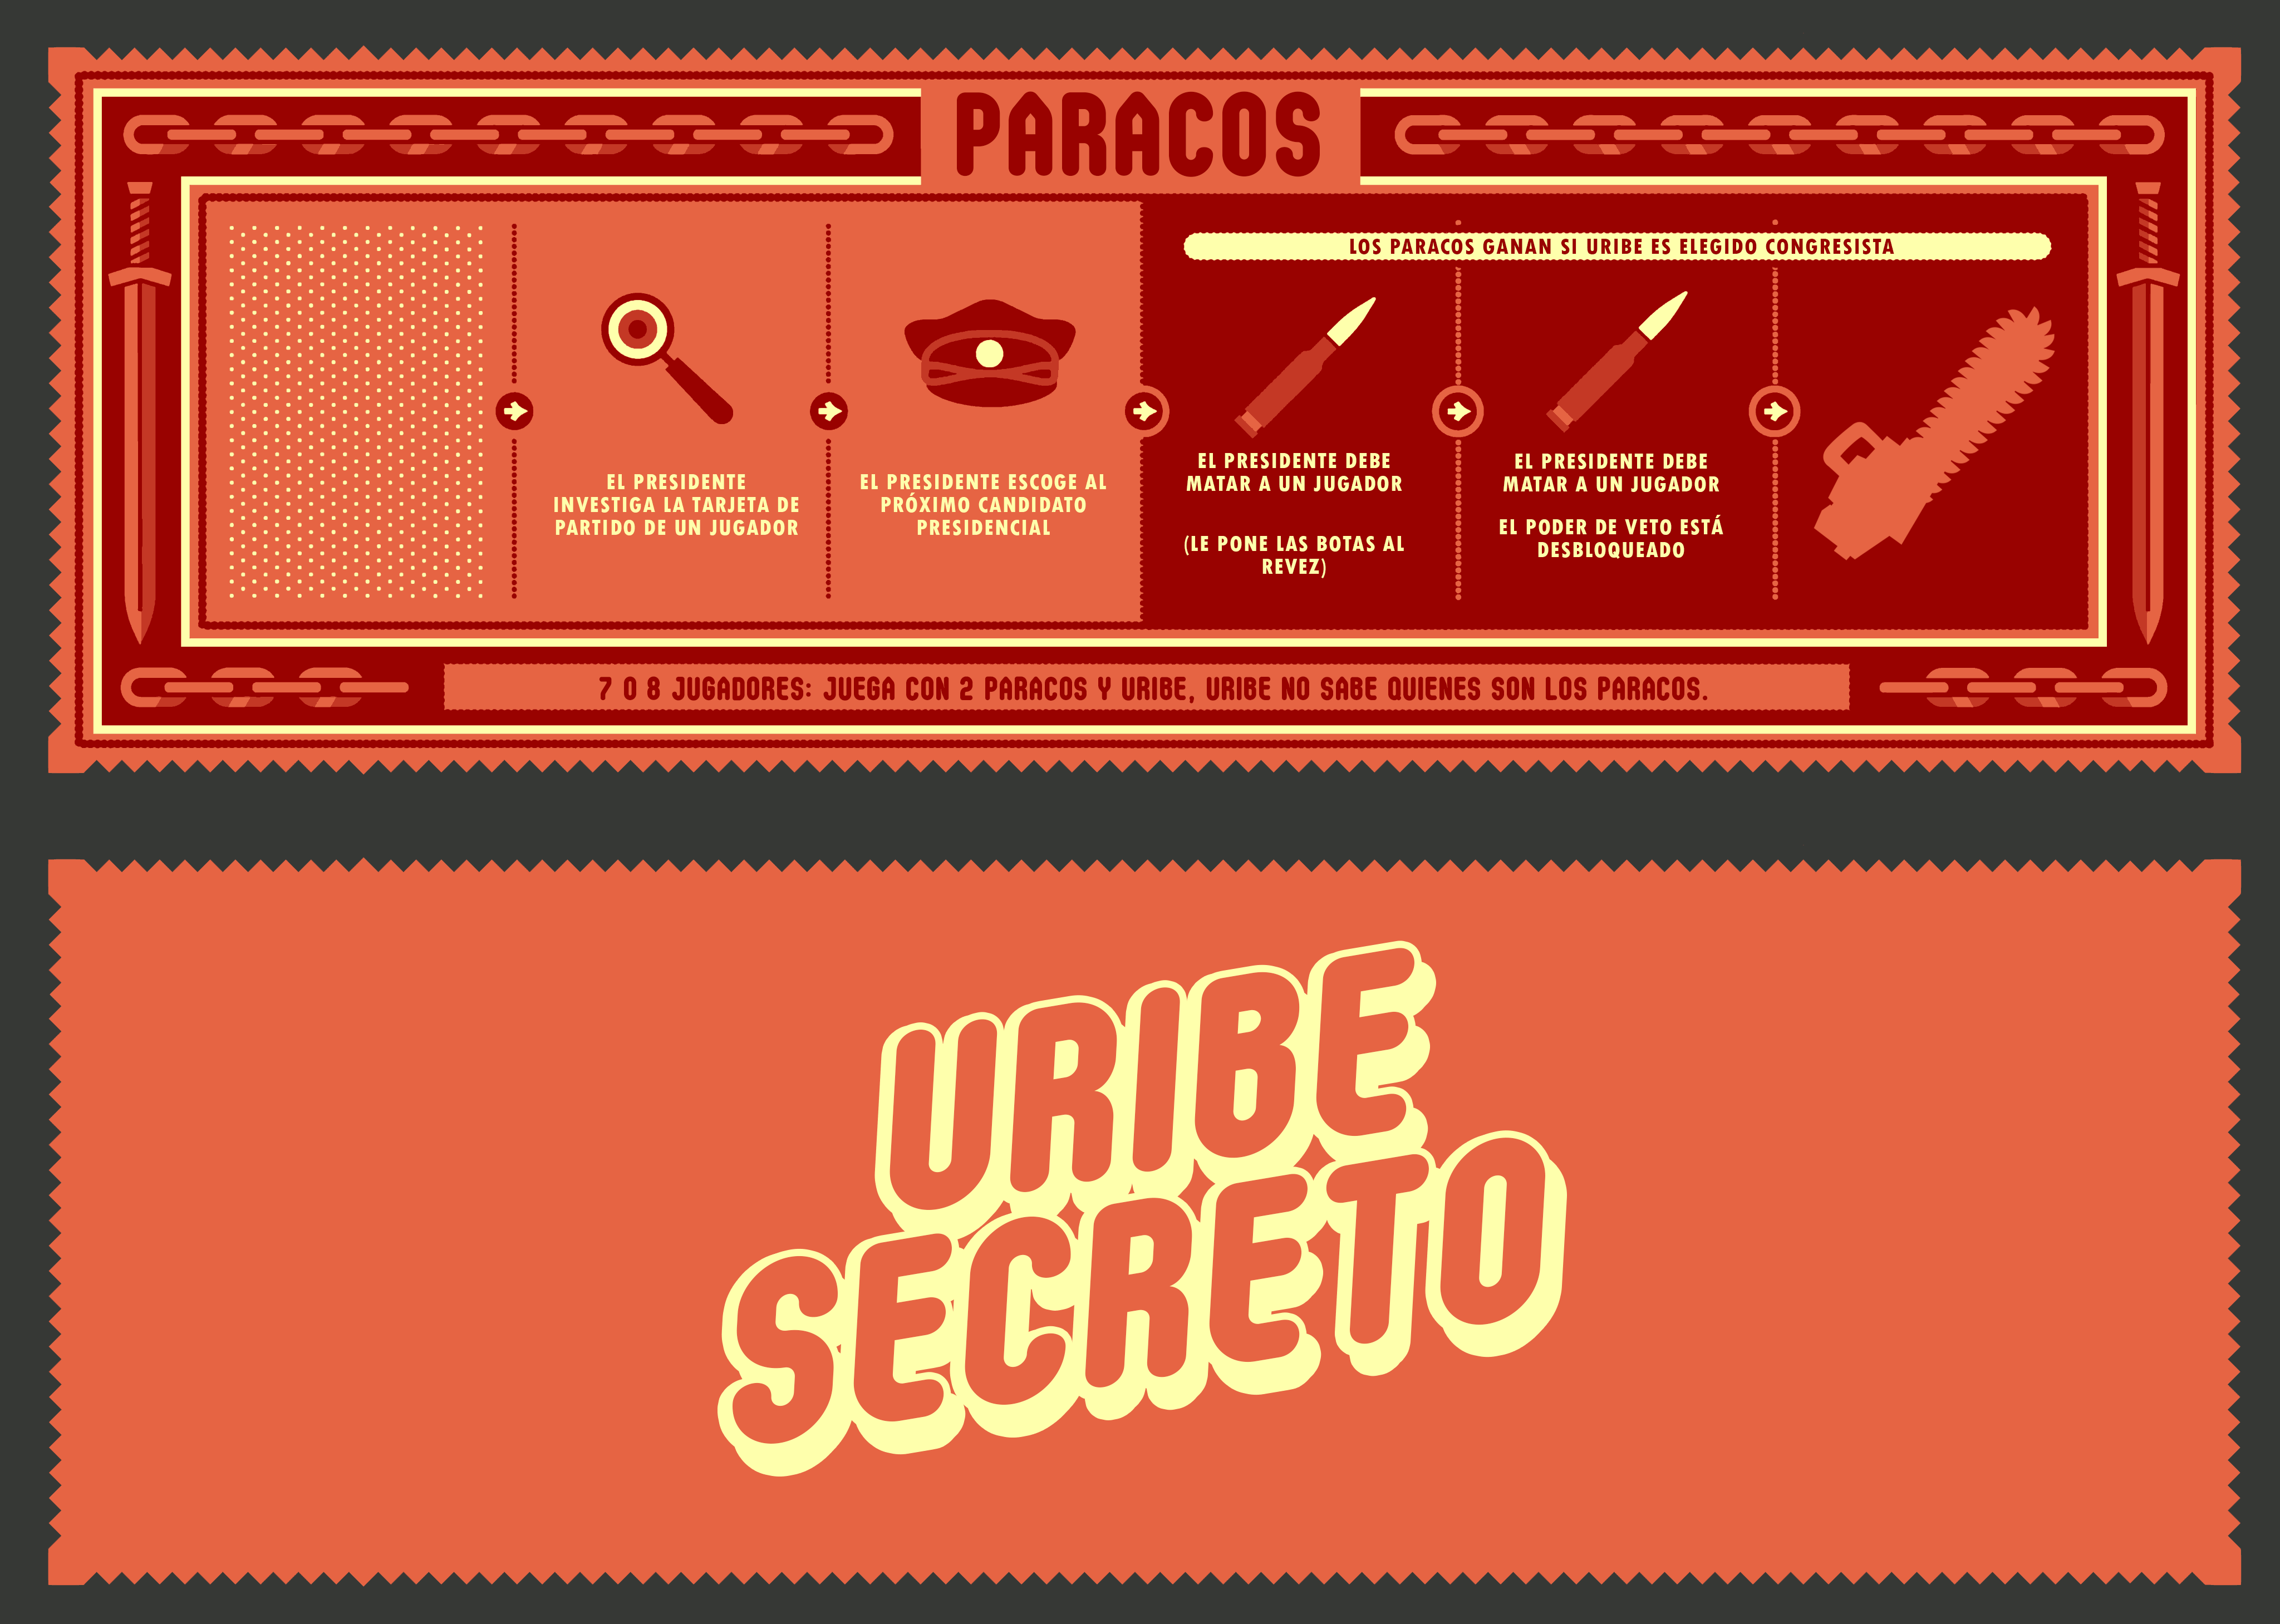 PARACOS
LOS PARACOS GANAN SI URIBE ES ELEGIDO CONGRESISTA
EL PRESIDENTE
INVESTIGA LA TARJETA DE
PARTIDO DE UN JUGADOR
EL PRESIDENTE ESCOGE AL
PRÓXIMO CANDIDATO
PRESIDENCIAL
EL PRESIDENTE DEBE
MATAR A UN JUGADOR
(LE PONE LAS BOTAS AL
REVEZ)
EL PRESIDENTE DEBE
MATAR A UN JUGADOR
EL PODER DE VETO ESTÁ
DESBLOQUEADO
7 O 8 JUGADORES: JUEGA CON 2 PARACOS Y URIBE, URIBE NO SABE QUIENES SON LOS PARACOS.
URIBE
SECRETO